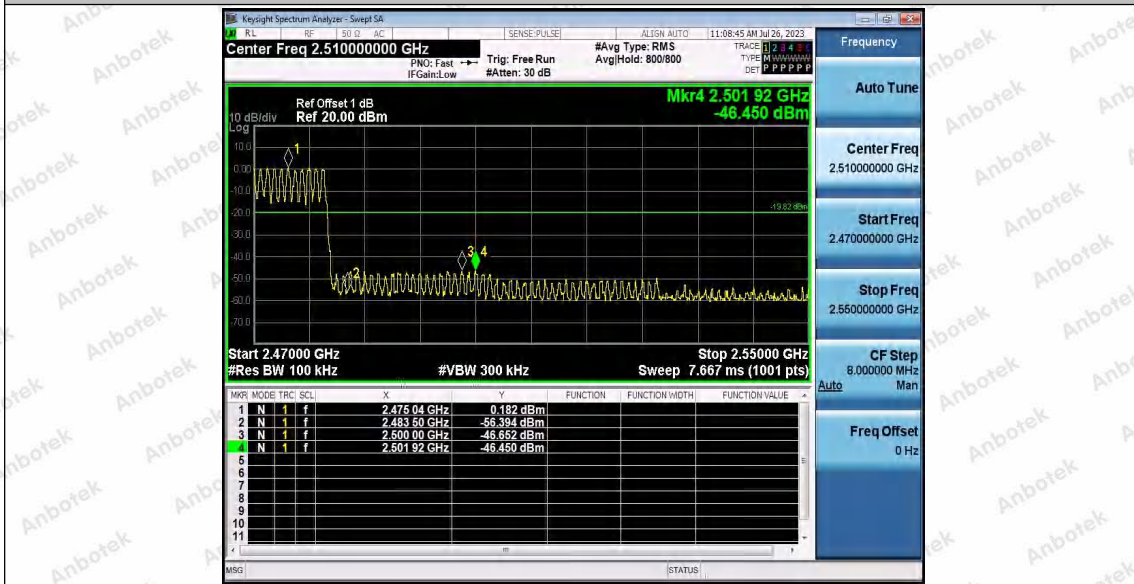 Keysight Spectrum Analyzer - Swept SA
RL RF 50 Ω AC SENSE:PULSE ALIGN AUTO 11:08:45 AM Jul 26, 2023
Center Freq 2.510000000 GHz
PNO: Fast
IFGain:Low
Trig: Free Run
#Atten: 30 dB
#Avg Type: RMS
Avg|Hold: 800/800
TRACE 1 2 3 4 5 6
TYPE M WWWWW
DET P P P P P P
Ref Offset 1 dB
10 dB/div Ref 20.00 dBm
Log
Mkr4 2.501 92 GHz
-46.450 dBm
10.0
0.00
-10.0
-20.0
-30.0
-40.0
-50.0
-60.0
-70.0
1
2
3 4
-19.82 dBm
Start 2.47000 GHz Stop 2.55000 GHz
#Res BW 100 kHz #VBW 300 kHz Sweep 7.667 ms (1001 pts)
MKR MODE TRC SCL X Y FUNCTION FUNCTION WIDTH FUNCTION VALUE
1 N 1 f 2.475 04 GHz 0.182 dBm
2 N 1 f 2.483 50 GHz -56.394 dBm
3 N 1 f 2.500 00 GHz -46.652 dBm
4 N 1 f 2.501 92 GHz -46.450 dBm
5
6
7
8
9
10
11
MSG STATUS
Frequency
Auto Tune
Center Freq
2.510000000 GHz
Start Freq
2.470000000 GHz
Stop Freq
2.550000000 GHz
CF Step
8.000000 MHz
Auto Man
Freq Offset
0 Hz
Anbotek